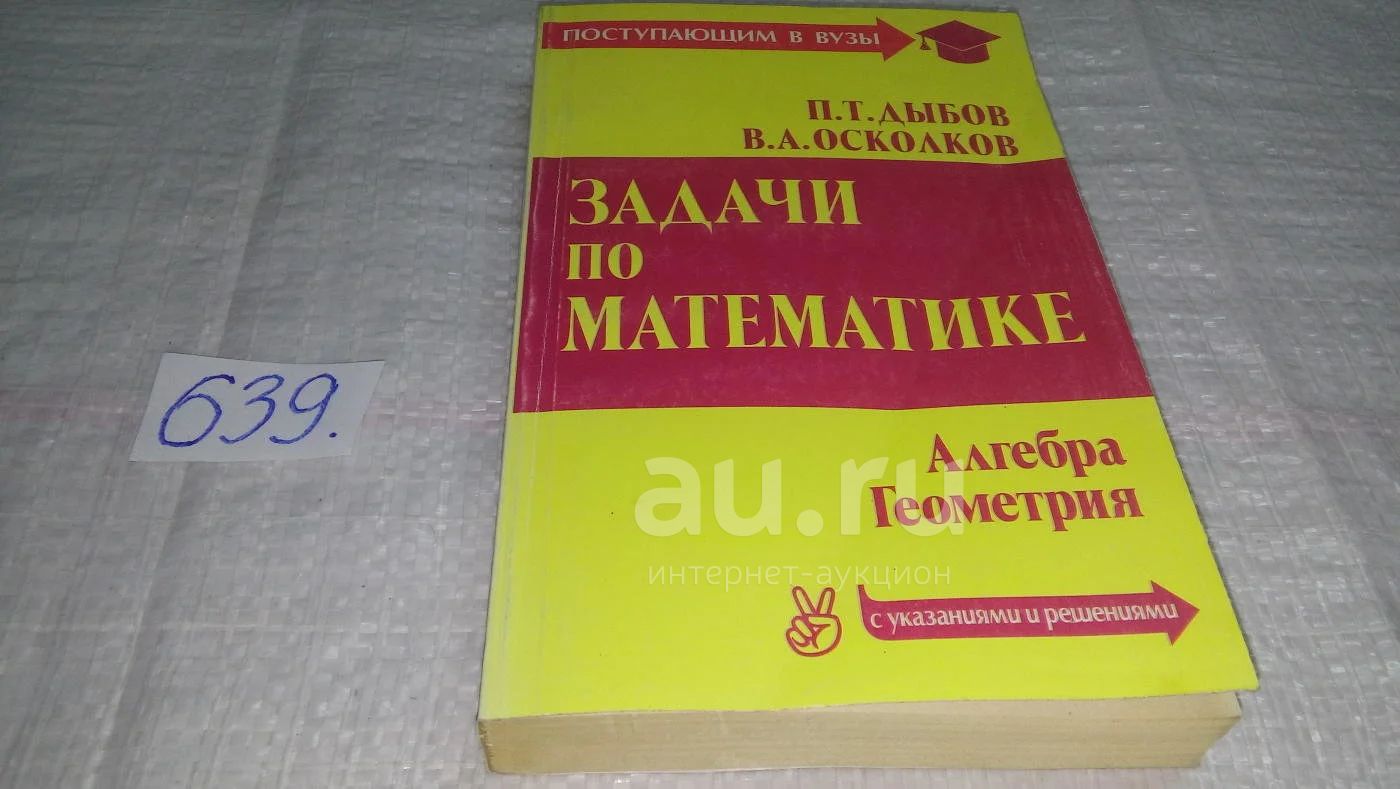 ПОСТУПАЮЩИМ В ВУЗЫ
П.Т.ДЫБОВ
В.А.ОСКОЛКОВ
ЗАДАЧИ
ПО
МАТЕМАТИКЕ
639.
Алгебра
Геометрия
au.ru
интернет-аукцион
с указаниями и решениями